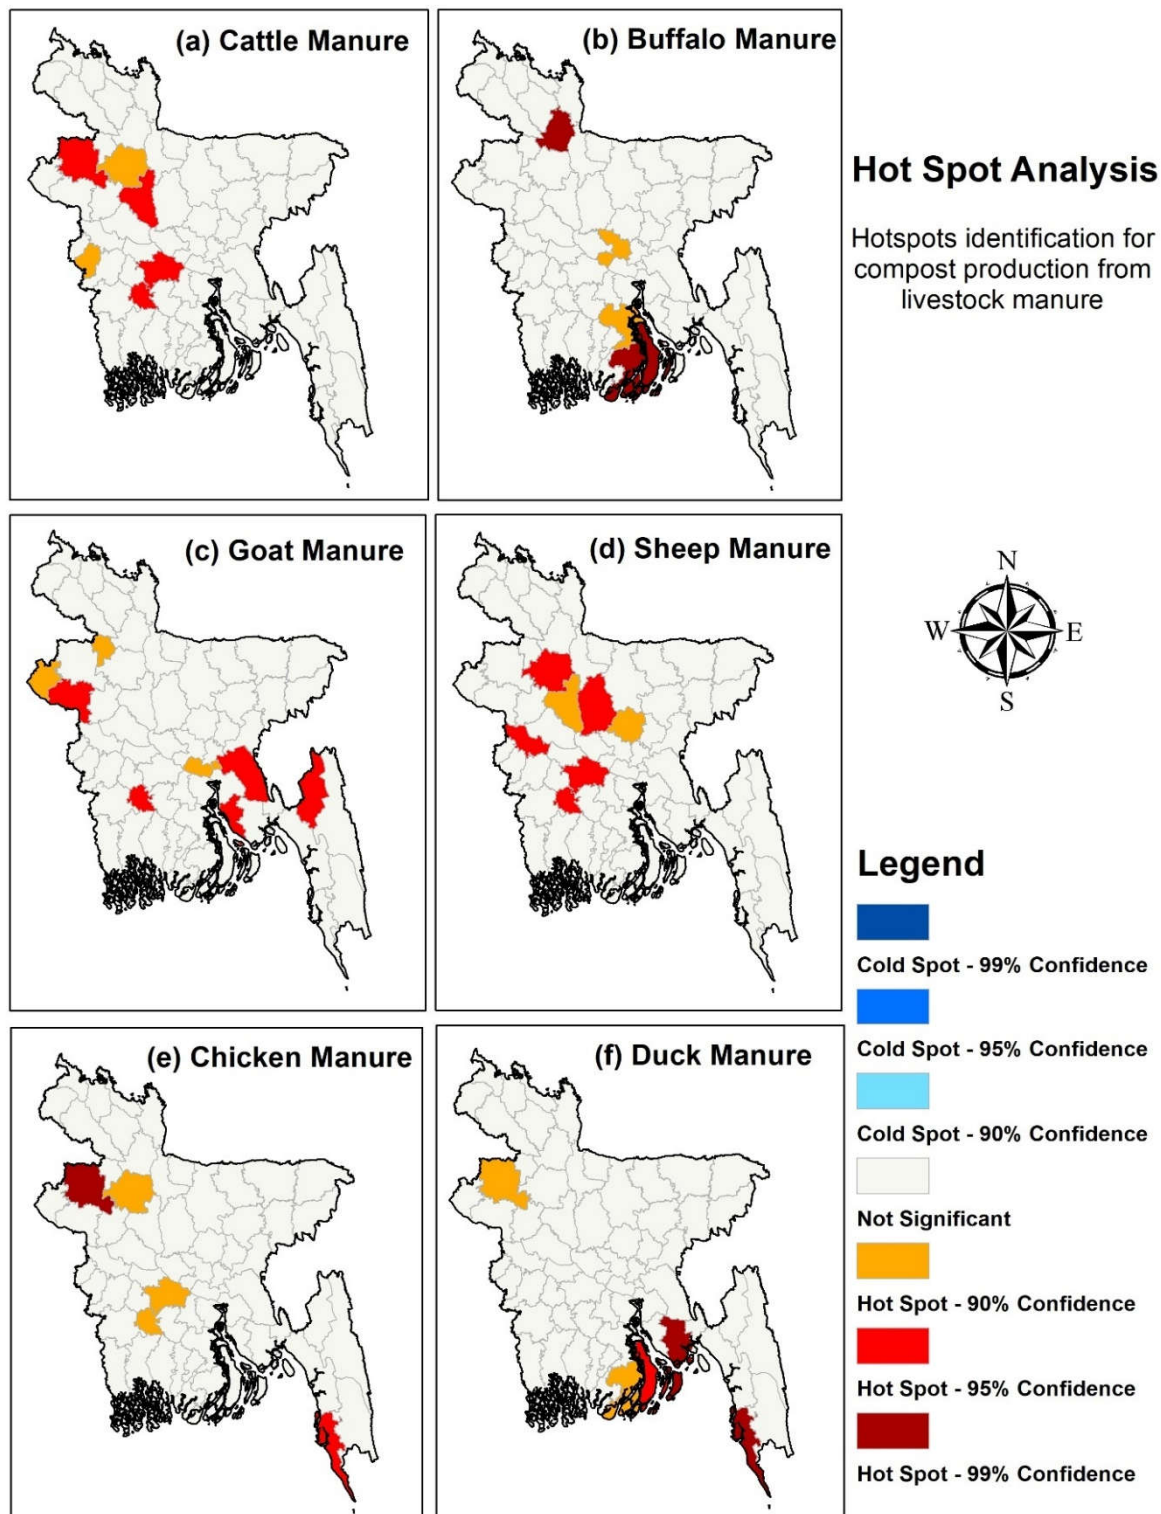 (a) Cattle Manure
(b) Buffalo Manure
Hot Spot Analysis
Hotspots identification for
compost production from
livestock manure
(c) Goat Manure
(d) Sheep Manure
N
W
E
S
(e) Chicken Manure
(f) Duck Manure
Legend
Cold Spot - 99% Confidence
Cold Spot - 95% Confidence
Cold Spot - 90% Confidence
Not Significant
Hot Spot - 90% Confidence
Hot Spot - 95% Confidence
Hot Spot - 99% Confidence